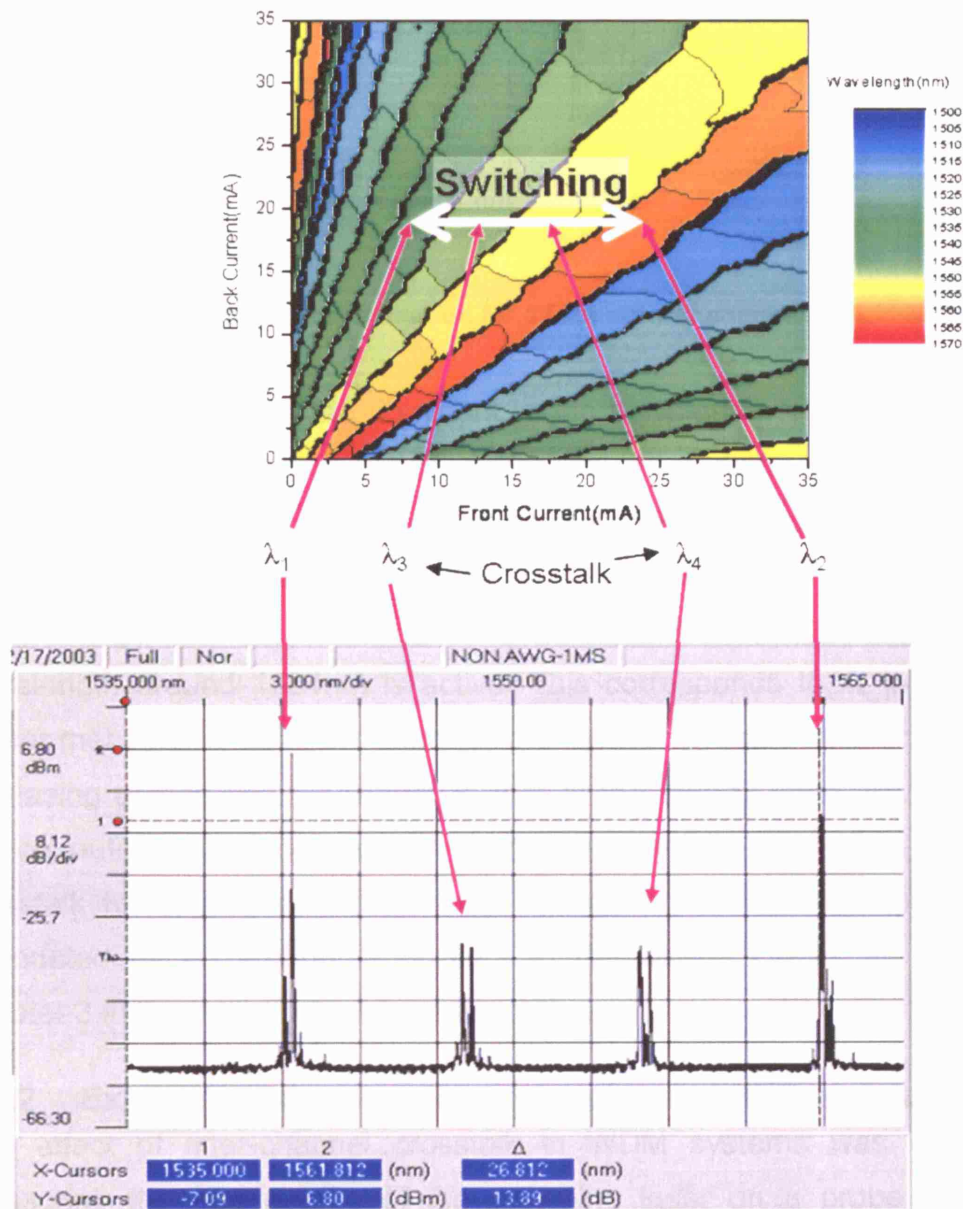 35
30
25
20
15
10
5
0
Back Current(mA)
Switching
0 5 10 15 20 25 30 35
Front Current(mA)
Wavelength(nm)
1500
1505
1510
1515
1520
1525
1530
1535
1540
1545
1550
1555
1560
1565
1570
λ1 λ3 Crosstalk λ4 λ2
/17/2003 Full Nor NON AWG-1MS
1535.000 nm 3.000 nm/div 1550.00 1565.000
6.80
dBm
1
8.12
dB/div
-25.7
-66.30
1 2 Δ
X-Cursors 1535.000 1561.812 (nm) 26.812 (nm)
Y-Cursors -7.09 6.80 (dBm) 13.89 (dB)